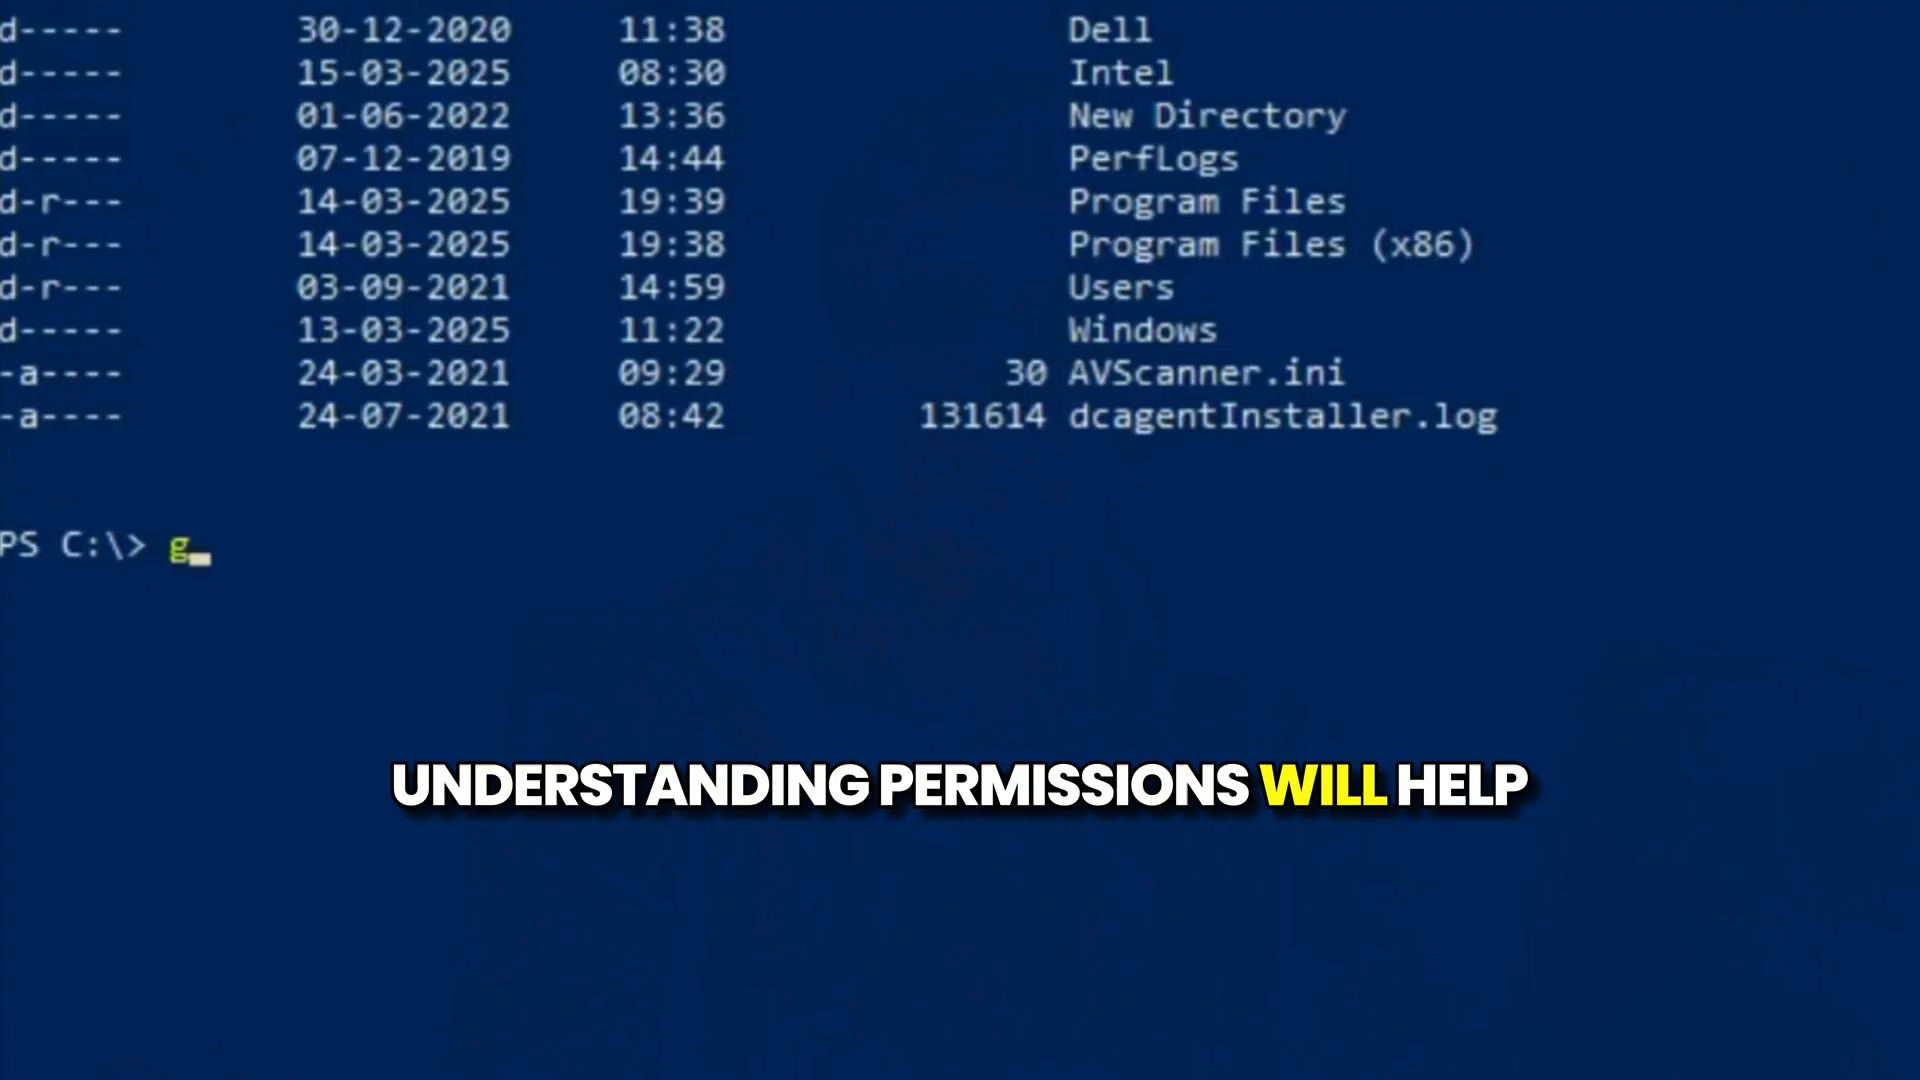 d----- 30-12-2020 11:38 Dell
d----- 15-03-2025 08:30 Intel
d----- 01-06-2022 13:36 New Directory
d----- 07-12-2019 14:44 PerfLogs
d-r--- 14-03-2025 19:39 Program Files
d-r--- 14-03-2025 19:38 Program Files (x86)
d-r--- 03-09-2021 14:59 Users
d----- 13-03-2025 11:22 Windows
-a---- 24-03-2021 09:29 30 AVScanner.ini
-a---- 24-07-2021 08:42 131614 dcagentInstaller.log
PS C:\> g
UNDERSTANDING PERMISSIONS WILL HELP